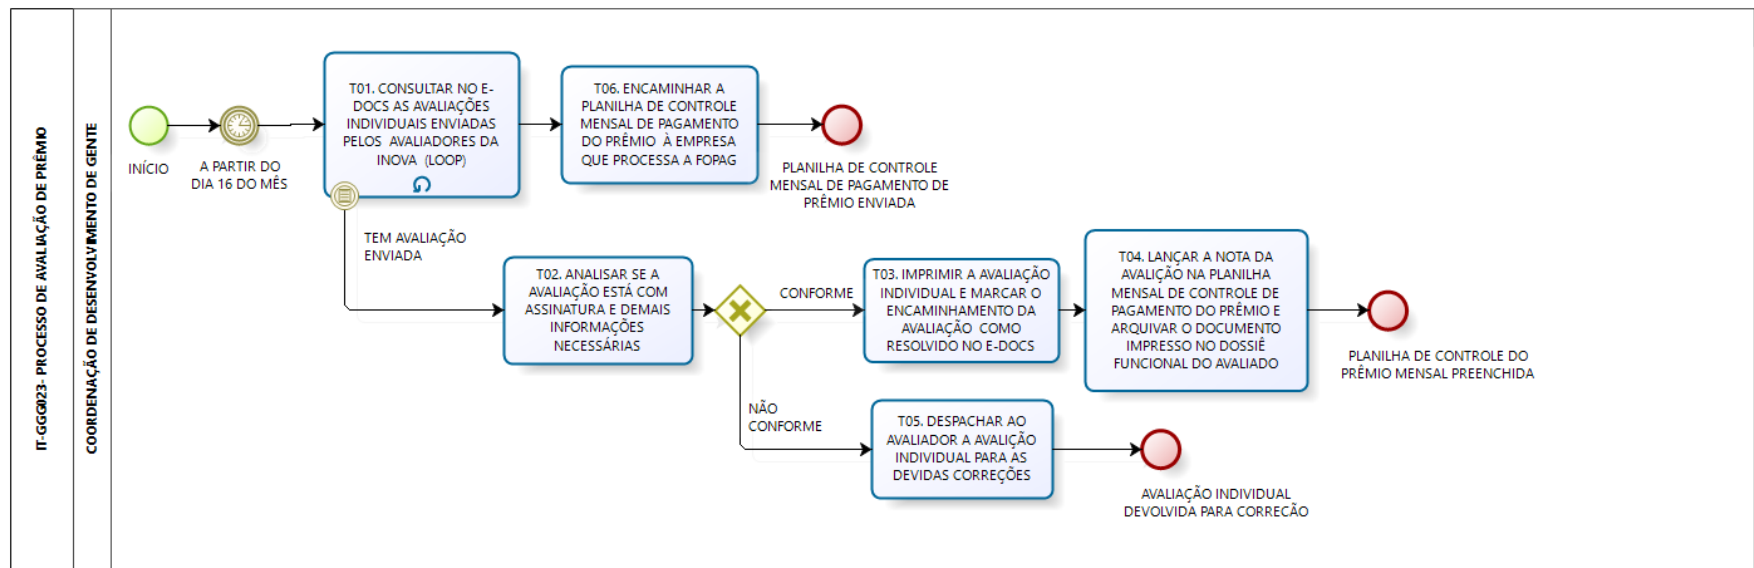 IT-GGG023- PROCESSO DE AVALIAÇÃO DE PRÊMIO
COORDENAÇÃO DE DESENVOLVIMENTO DE GENTE
INÍCIO
A PARTIR DO
DIA 16 DO MÊS
T01. CONSULTAR NO E-
DOCS AS AVALIAÇÕES
INDIVIDUAIS ENVIADAS
PELOS AVALIADORES DA
INOVA (LOOP)
T06. ENCAMINHAR A
PLANILHA DE CONTROLE
MENSAL DE PAGAMENTO
DO PRÊMIO À EMPRESA
QUE PROCESSA A FOPAG
PLANILHA DE CONTROLE
MENSAL DE PAGAMENTO DE
PRÊMIO ENVIADA
TEM AVALIAÇÃO
ENVIADA
T02. ANALISAR SE A
AVALIAÇÃO ESTÁ COM
ASSINATURA E DEMAIS
INFORMAÇÕES
NECESSÁRIAS
CONFORME
T03. IMPRIMIR A AVALIAÇÃO
INDIVIDUAL E MARCAR O
ENCAMINHAMENTO DA
AVALIAÇÃO COMO
RESOLVIDO NO E-DOCS
T04. LANÇAR A NOTA DA
AVALIÇÃO NA PLANILHA
MENSAL DE CONTROLE DE
PAGAMENTO DO PRÊMIO E
ARQUIVAR O DOCUMENTO
IMPRESSO NO DOSSIÊ
FUNCIONAL DO AVALIADO
PLANILHA DE CONTROLE DO
PRÊMIO MENSAL PREENCHIDA
NÃO
CONFORME
T05. DESPACHAR AO
AVALIADOR A AVALIÇÃO
INDIVIDUAL PARA AS
DEVIDAS CORREÇÕES
AVALIAÇÃO INDIVIDUAL
DEVOLVIDA PARA CORRECÃO